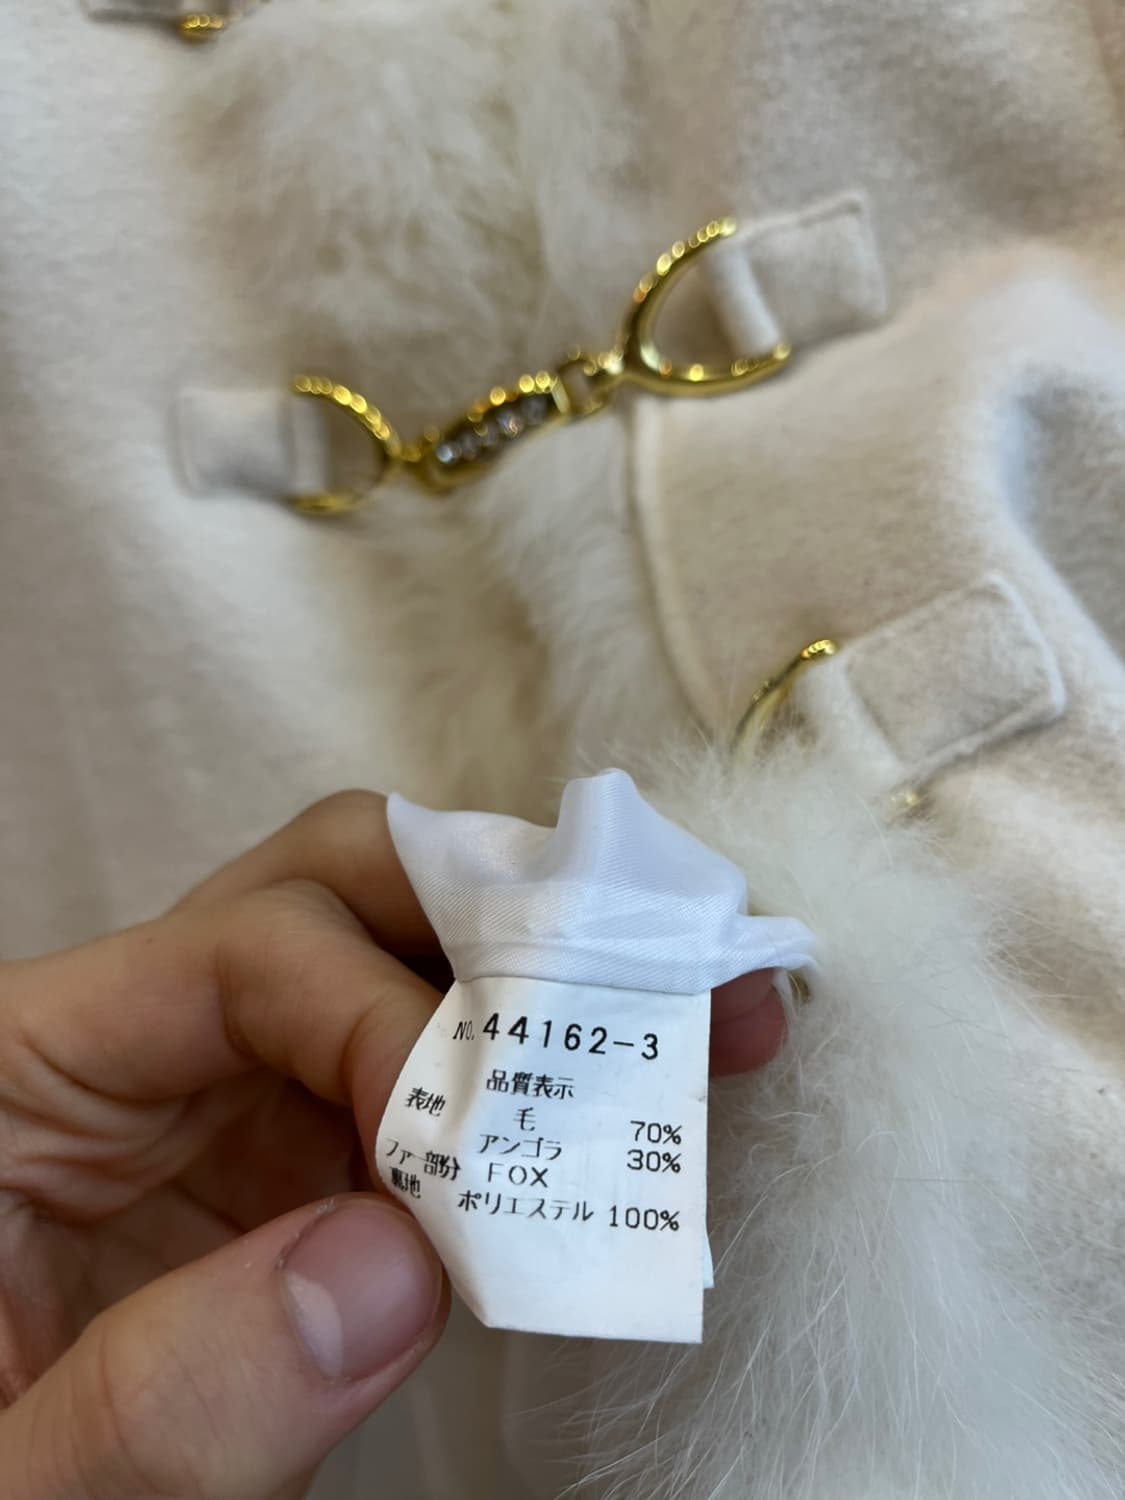 NO. 44162-3
品質表示
表地 毛 70%
アンゴラ 30%
ファー部分 FOX
裏地 ポリエステル 100%